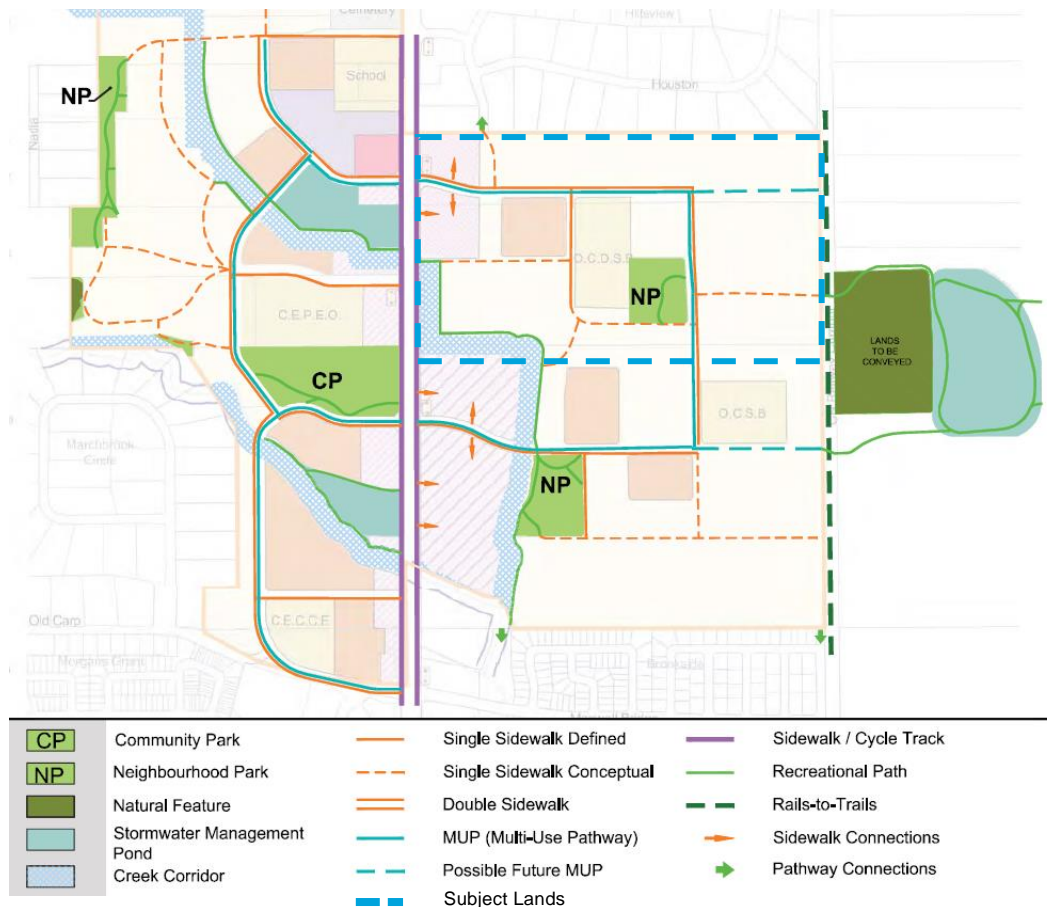 Cemetery
Hillview
School
Houston
NP
Nadia
O.C.D.S.B
NP
C.E.P.E.O.
LANDS
TO BE
CONVEYED
CP
O.C.S.B
Marchbrook
Circle
NP
Old Carp
C.E.C.C.E
Morgans Grant
Brookside
CP Community Park
NP Neighbourhood Park
Natural Feature
Stormwater Management
Pond
Creek Corridor
Single Sidewalk Defined
Single Sidewalk Conceptual
Double Sidewalk
MUP (Multi-Use Pathway)
Possible Future MUP
Subject Lands
Sidewalk / Cycle Track
Recreational Path
Rails-to-Trails
Sidewalk Connections
Pathway Connections